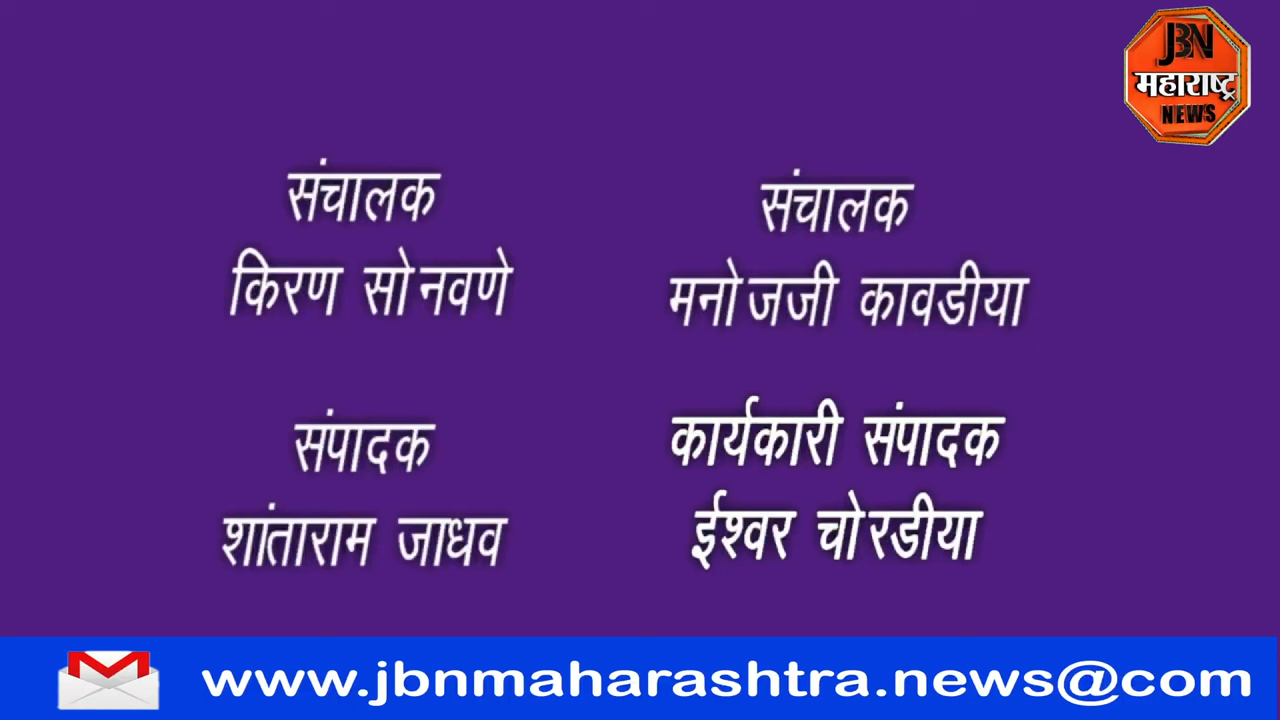 JBN
महाराष्ट्र
NEWS
संचालक
किरण सोनवणे
संचालक
मनोजजी कावडीया
संपादक
शांताराम जाधव
कार्यकारी संपादक
ईश्वर चोरडीया
www.jbnmaharashtra.news@com